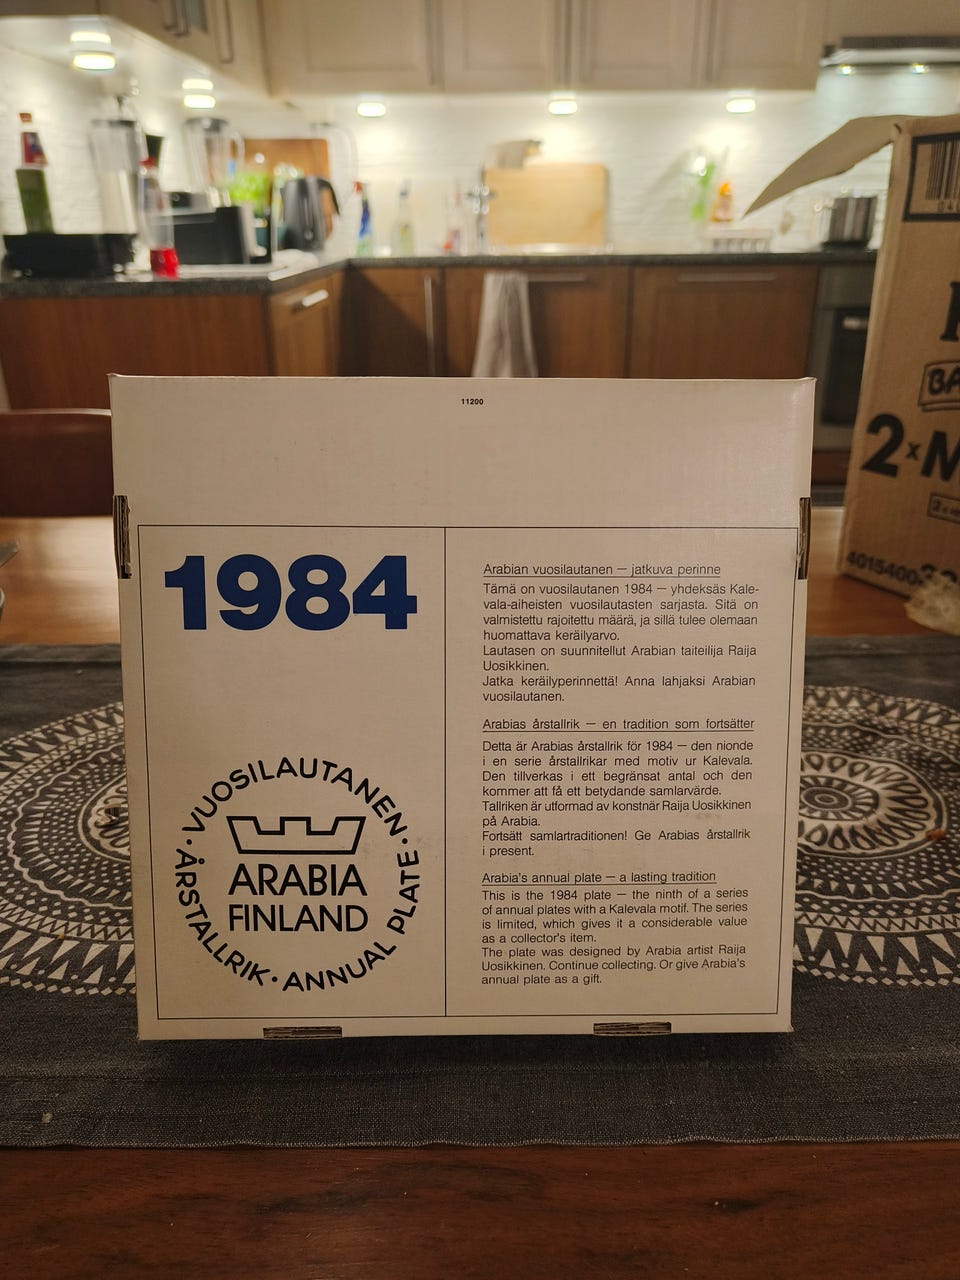 11200
1984
VUOSILAUTANEN · ANNUAL PLATE · ÅRSTALLRIK ·
ARABIA
FINLAND
Arabian vuosilautanen — jatkuva perinne
Tämä on vuosilautanen 1984 — yhdeksäs Kale-
vala-aiheisten vuosilautasten sarjasta. Sitä on
valmistettu rajoitettu määrä, ja sillä tulee olemaan
huomattava keräilyarvo.
Lautasen on suunnitellut Arabian taiteilija Raija
Uosikkinen.
Jatka keräilyperinnettä! Anna lahjaksi Arabian
vuosilautanen.
Arabias årstallrik — en tradition som fortsätter
Detta är Arabias årstallrik för 1984 — den nionde
i en serie årstallrikar med motiv ur Kalevala.
Den tillverkas i ett begränsat antal och den
kommer att få ett betydande samlarvärde.
Tallriken är utformad av konstnär Raija Uosikkinen
på Arabia.
Fortsätt samlartraditionen! Ge Arabias årstallrik
i present.
Arabia's annual plate — a lasting tradition
This is the 1984 plate — the ninth of a series
of annual plates with a Kalevala motif. The series
is limited, which gives it a considerable value
as a collector's item.
The plate was designed by Arabia artist Raija
Uosikkinen. Continue collecting. Or give Arabia's
annual plate as a gift.
BA
2×M
4015400-